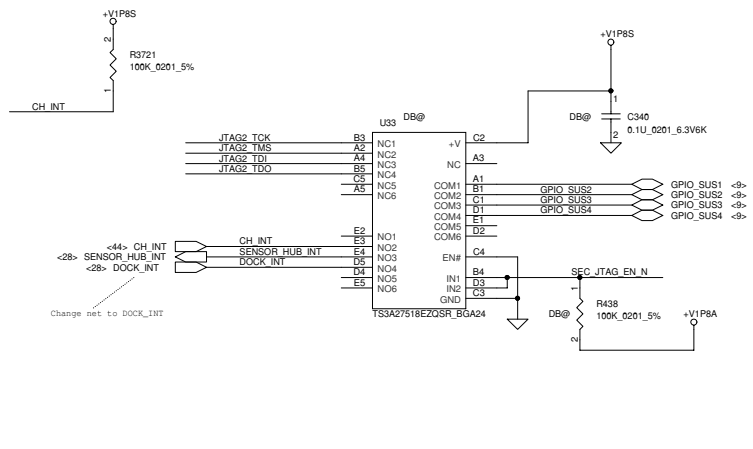 +V1P8S
2
R3721
100K_0201_5%
1
CH_INT
+V1P8S
1
DB@ C340
0.1U_0201_6.3V6K
2
U33 DB@
JTAG2_TCK B3 NC1 +V C2
JTAG2_TMS A2 NC2
JTAG2_TDI A4 NC3 NC A3
JTAG2_TDO B5 NC4
C5 NC5 COM1 A1 GPIO_SUS1 <9>
A5 NC6 COM2 B1 GPIO_SUS2 GPIO_SUS2 <9>
COM3 C1 GPIO_SUS3 GPIO_SUS3 <9>
COM4 D1 GPIO_SUS4 GPIO_SUS4 <9>
COM5 E1
E2 NO1 COM6 D2
<44> CH_INT CH_INT E3 NO2
<28> SENSOR_HUB_INT SENSOR_HUB_INT E4 NO3 EN# C4
<28> DOCK_INT DOCK_INT D5 NO4
D4 NO5 IN1 B4 SEC_JTAG_EN_N
E5 NO6 IN2 D3
GND C3
TS3A27518EZQSR_BGA24
1
R438
DB@ 100K_0201_5%
2
+V1P8A
Change net to DOCK_INT